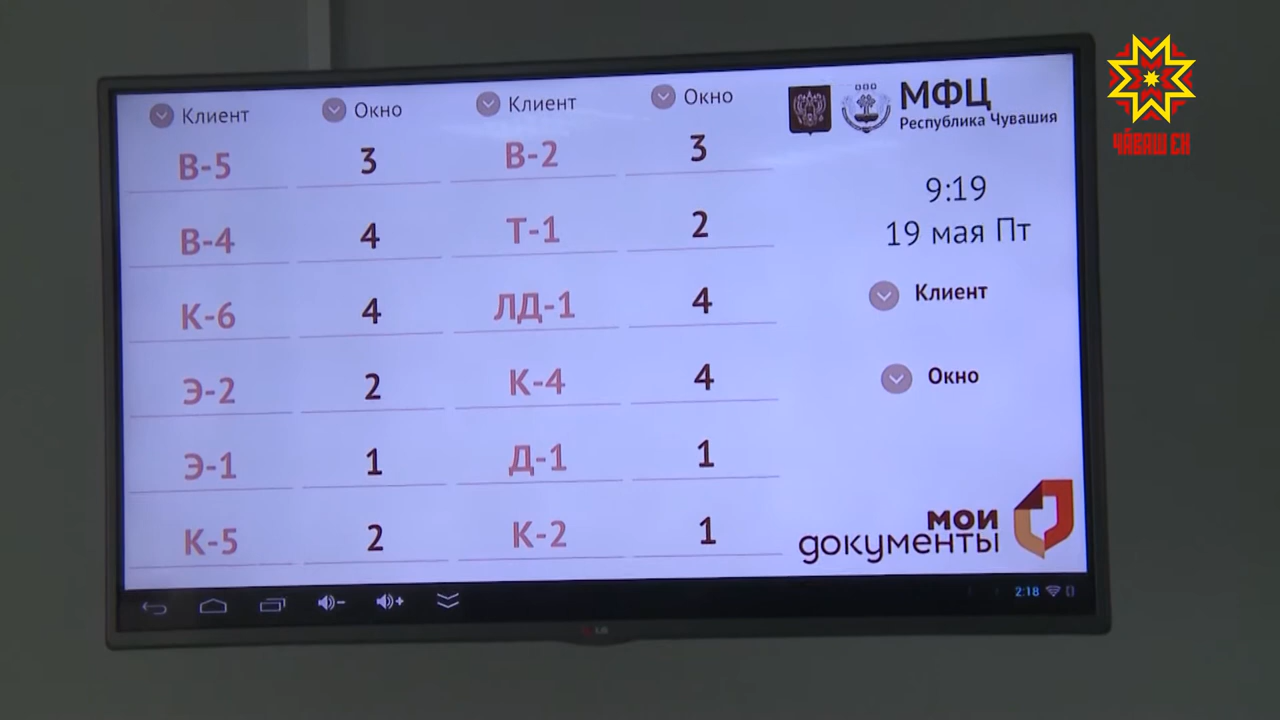 Клиент Окно Клиент Окно
В-5 3 В-2 3
В-4 4 Т-1 2
К-6 4 ЛД-1 4
Э-2 2 К-4 4
Э-1 1 Д-1 1
К-5 2 К-2 1
МФЦ
Республика Чувашия
9:19
19 мая Пт
Клиент
Окно
мои
документы
2:18
LG
ЧӐВАШ ЕН